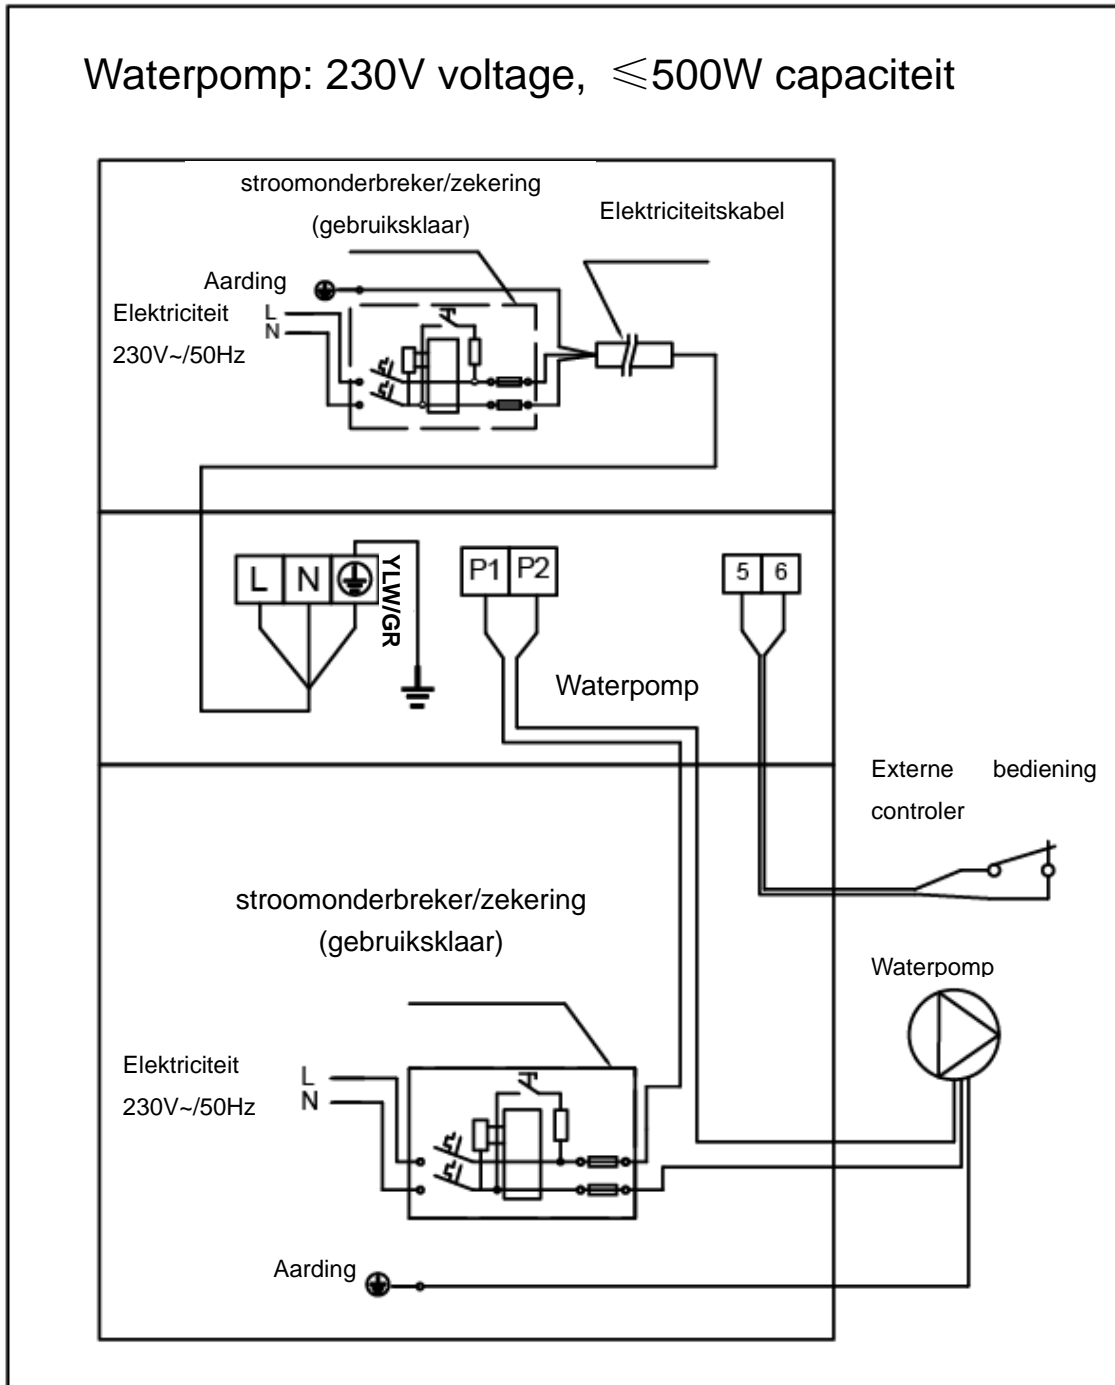 Waterpomp: 230V voltage, ≤500W capaciteit
stroomonderbreker/zekering
(gebruiksklaar)
Elektriciteitskabel
Aarding
Elektriciteit
230V~/50Hz
L
N
L N
YLW/GR
P1 P2
5 6
Waterpomp
Externe bediening
controler
stroomonderbreker/zekering
(gebruiksklaar)
Waterpomp
Elektriciteit
230V~/50Hz
L
N
Aarding